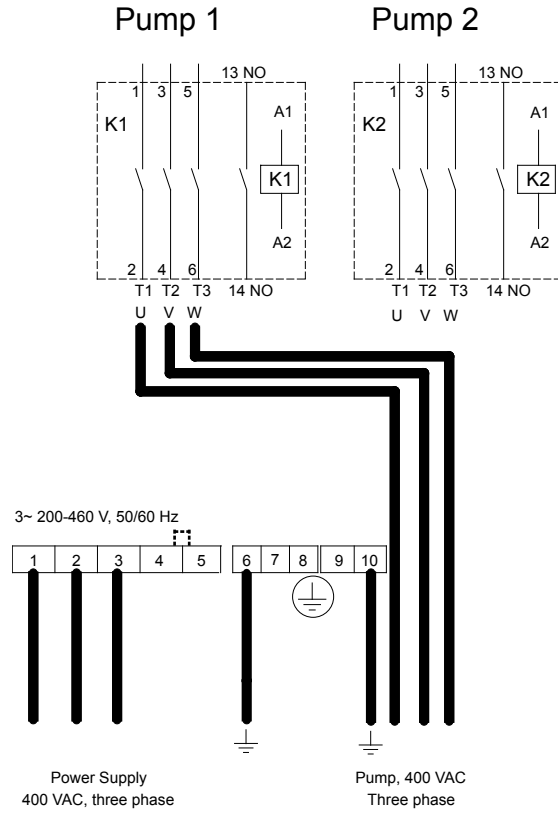 Pump 1 Pump 2
13 NO 13 NO
1 3 5 1 3 5
A1 A1
K1 K2
K1 K2
A2 A2
2 4 6 2 4 6
T1 T2 T3 14 NO T1 T2 T3 14 NO
U V W U V W
3~ 200-460 V, 50/60 Hz
1 2 3 4 5 6 7 8 9 10
Power Supply Pump, 400 VAC
400 VAC, three phase Three phase